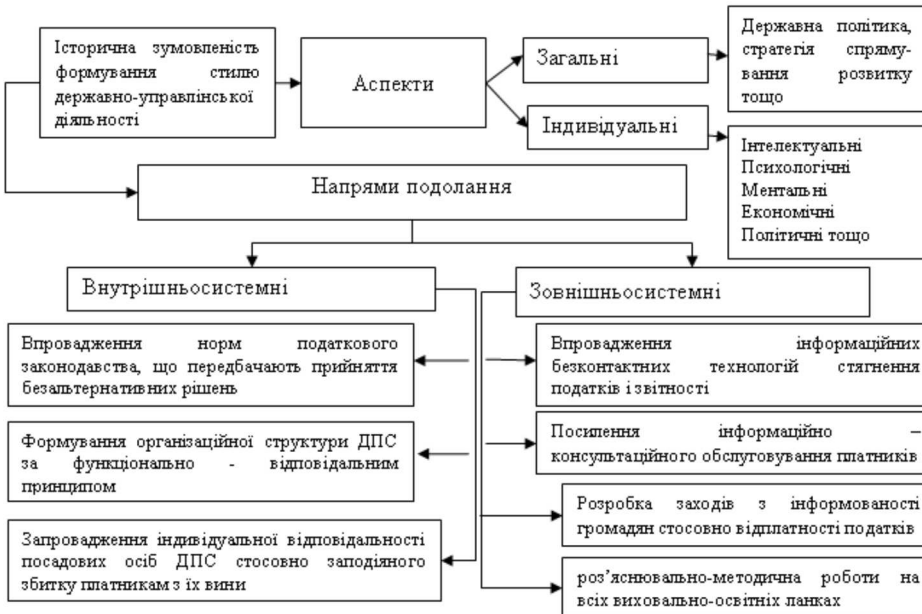 Історична зумовленість
формування стилю
державно-управлінської
діяльності
Аспекти
Загальні
Державна політика,
стратегія спряму-
вання розвитку
тощо
Індивідуальні
Інтелектуальні
Психологічні
Ментальні
Економічні
Політичні тощо
Напрями подолання
Внутрішньосистемні
Зовнішньосистемні
Впровадження норм податкового
законодавства, що передбачають прийняття
безальтернативних рішень
Впровадження інформаційних
безконтактних технологій стягнення
податків і звітності
Формування організаційної структури ДПС
за функціонально - відповідальним
принципом
Посилення інформаційно –
консультаційного обслуговування платників
Запровадження індивідуальної відповідальності
посадових осіб ДПС стосовно заподіяного
збитку платникам з їх вини
Розробка заходів з інформованості
громадян стосовно відплатності податків
роз’яснювально-методична роботи на
всіх виховально-освітніх ланках